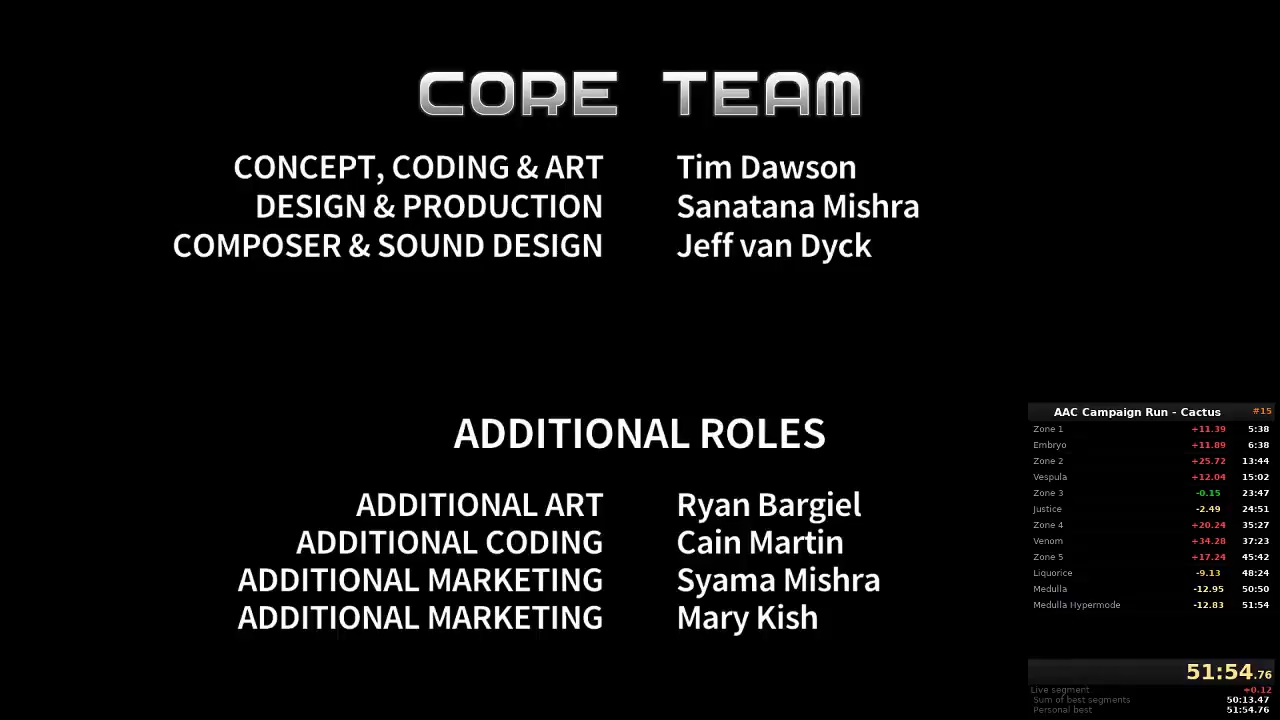 CORE TEAM
CONCEPT, CODING & ART Tim Dawson
DESIGN & PRODUCTION Sanatana Mishra
COMPOSER & SOUND DESIGN Jeff van Dyck
ADDITIONAL ROLES
ADDITIONAL ART Ryan Bargiel
ADDITIONAL CODING Cain Martin
ADDITIONAL MARKETING Syama Mishra
ADDITIONAL MARKETING Mary Kish
AAC Campaign Run - Cactus #15
Zone 1 +11.39 5:38
Embryo +11.89 6:38
Zone 2 +25.72 13:44
Vespula +12.04 15:02
Zone 3 -0.15 23:47
Justice -2.49 24:51
Zone 4 +20.24 35:27
Venom +34.28 37:23
Zone 5 +17.24 45:42
Liquorice -9.13 48:24
Medulla -12.95 50:50
Medulla Hypermode -12.83 51:54
51:54.76
Live segment +0.12
Sum of best segments 50:13.47
Personal best 51:54.76